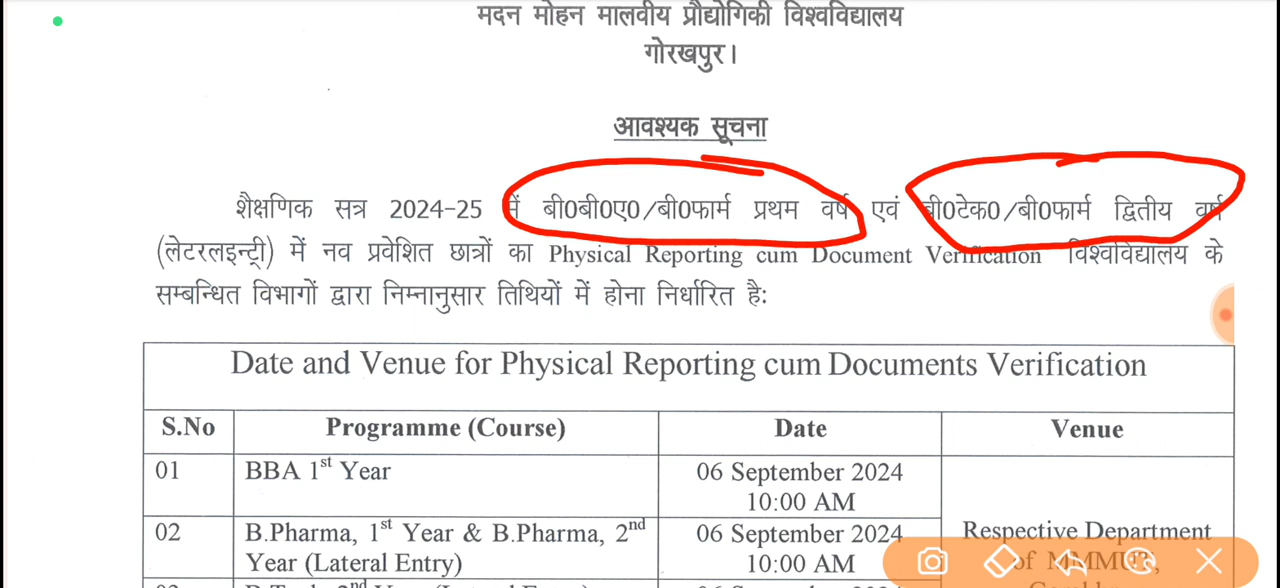 मदन मोहन मालवीय प्रौद्योगिकी विश्वविद्यालय
गोरखपुर।
आवश्यक सूचना
शैक्षणिक सत्र 2024-25 में बी0बी0ए0/बी0फार्म प्रथम वर्ष एवं बी0टेक0/बी0फार्म द्वितीय वर्ष
(लेटरलइन्ट्री) में नव प्रवेशित छात्रों का Physical Reporting cum Document Verification विश्वविद्यालय के
सम्बन्धित विभागों द्वारा निम्नानुसार तिथियों में होना निर्धारित है:
Date and Venue for Physical Reporting cum Documents Verification
S.No Programme (Course) Date Venue
01 BBA 1st Year 06 September 2024
10:00 AM
02 B.Pharma, 1st Year & B.Pharma, 2nd
Year (Lateral Entry) 06 September 2024
10:00 AM
Respective Department
of MMMUT,